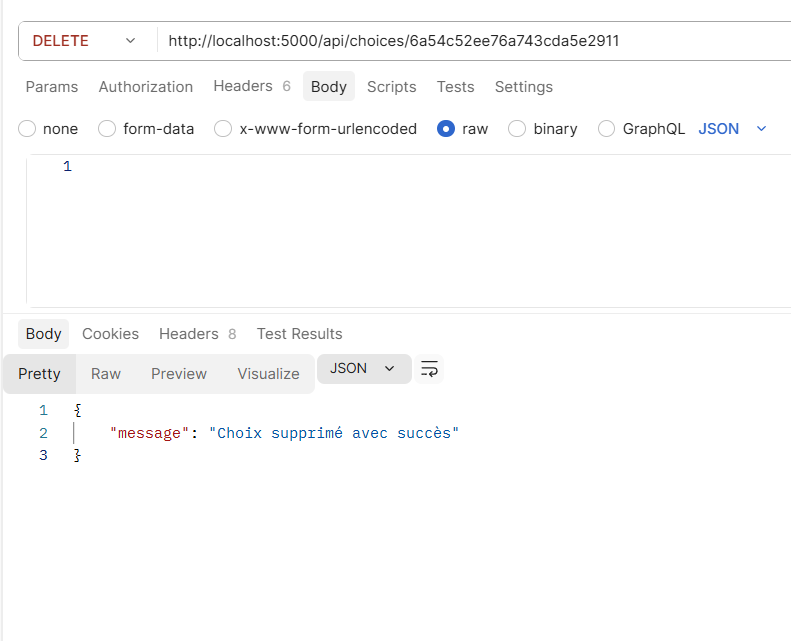 DELETE http://localhost:5000/api/choices/6a54c52ee76a743cda5e2911
Params Authorization Headers 6 Body Scripts Tests Settings
none form-data x-www-form-urlencoded raw binary GraphQL JSON
1
Body Cookies Headers 8 Test Results
Pretty Raw Preview Visualize JSON
1 {
2 "message": "Choix supprimé avec succès"
3 }